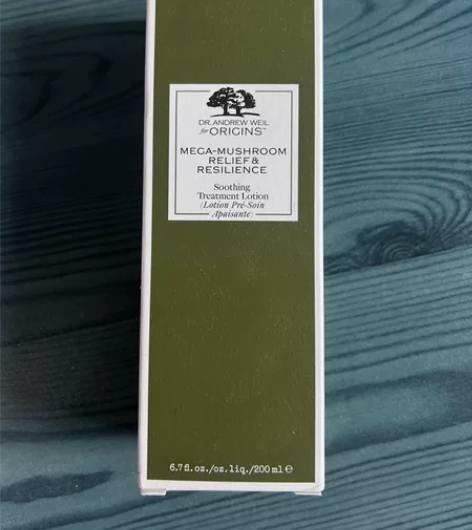 DR. ANDREW WEIL
for ORIGINS™
MEGA-MUSHROOM
RELIEF &
RESILIENCE
Soothing
Treatment Lotion
(Lotion Pré-Soin
Apaisante)
6.7 fl. oz./oz. liq./200 ml ℮